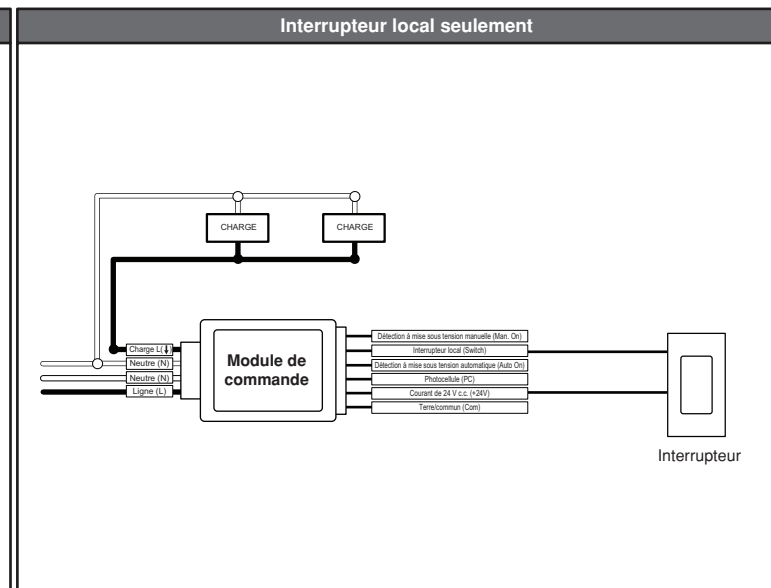 Interrupteur local seulement
CHARGE
CHARGE
Charge L(↓)
Neutre (N)
Neutre (N)
Ligne (L)
Module de
commande
Détection à mise sous tension manuelle (Man. On)
Interrupteur local (Switch)
Détection à mise sous tension automatique (Auto On)
Photocellule (PC)
Courant de 24 V c.c. (+24V)
Terre/commun (Com)
Interrupteur